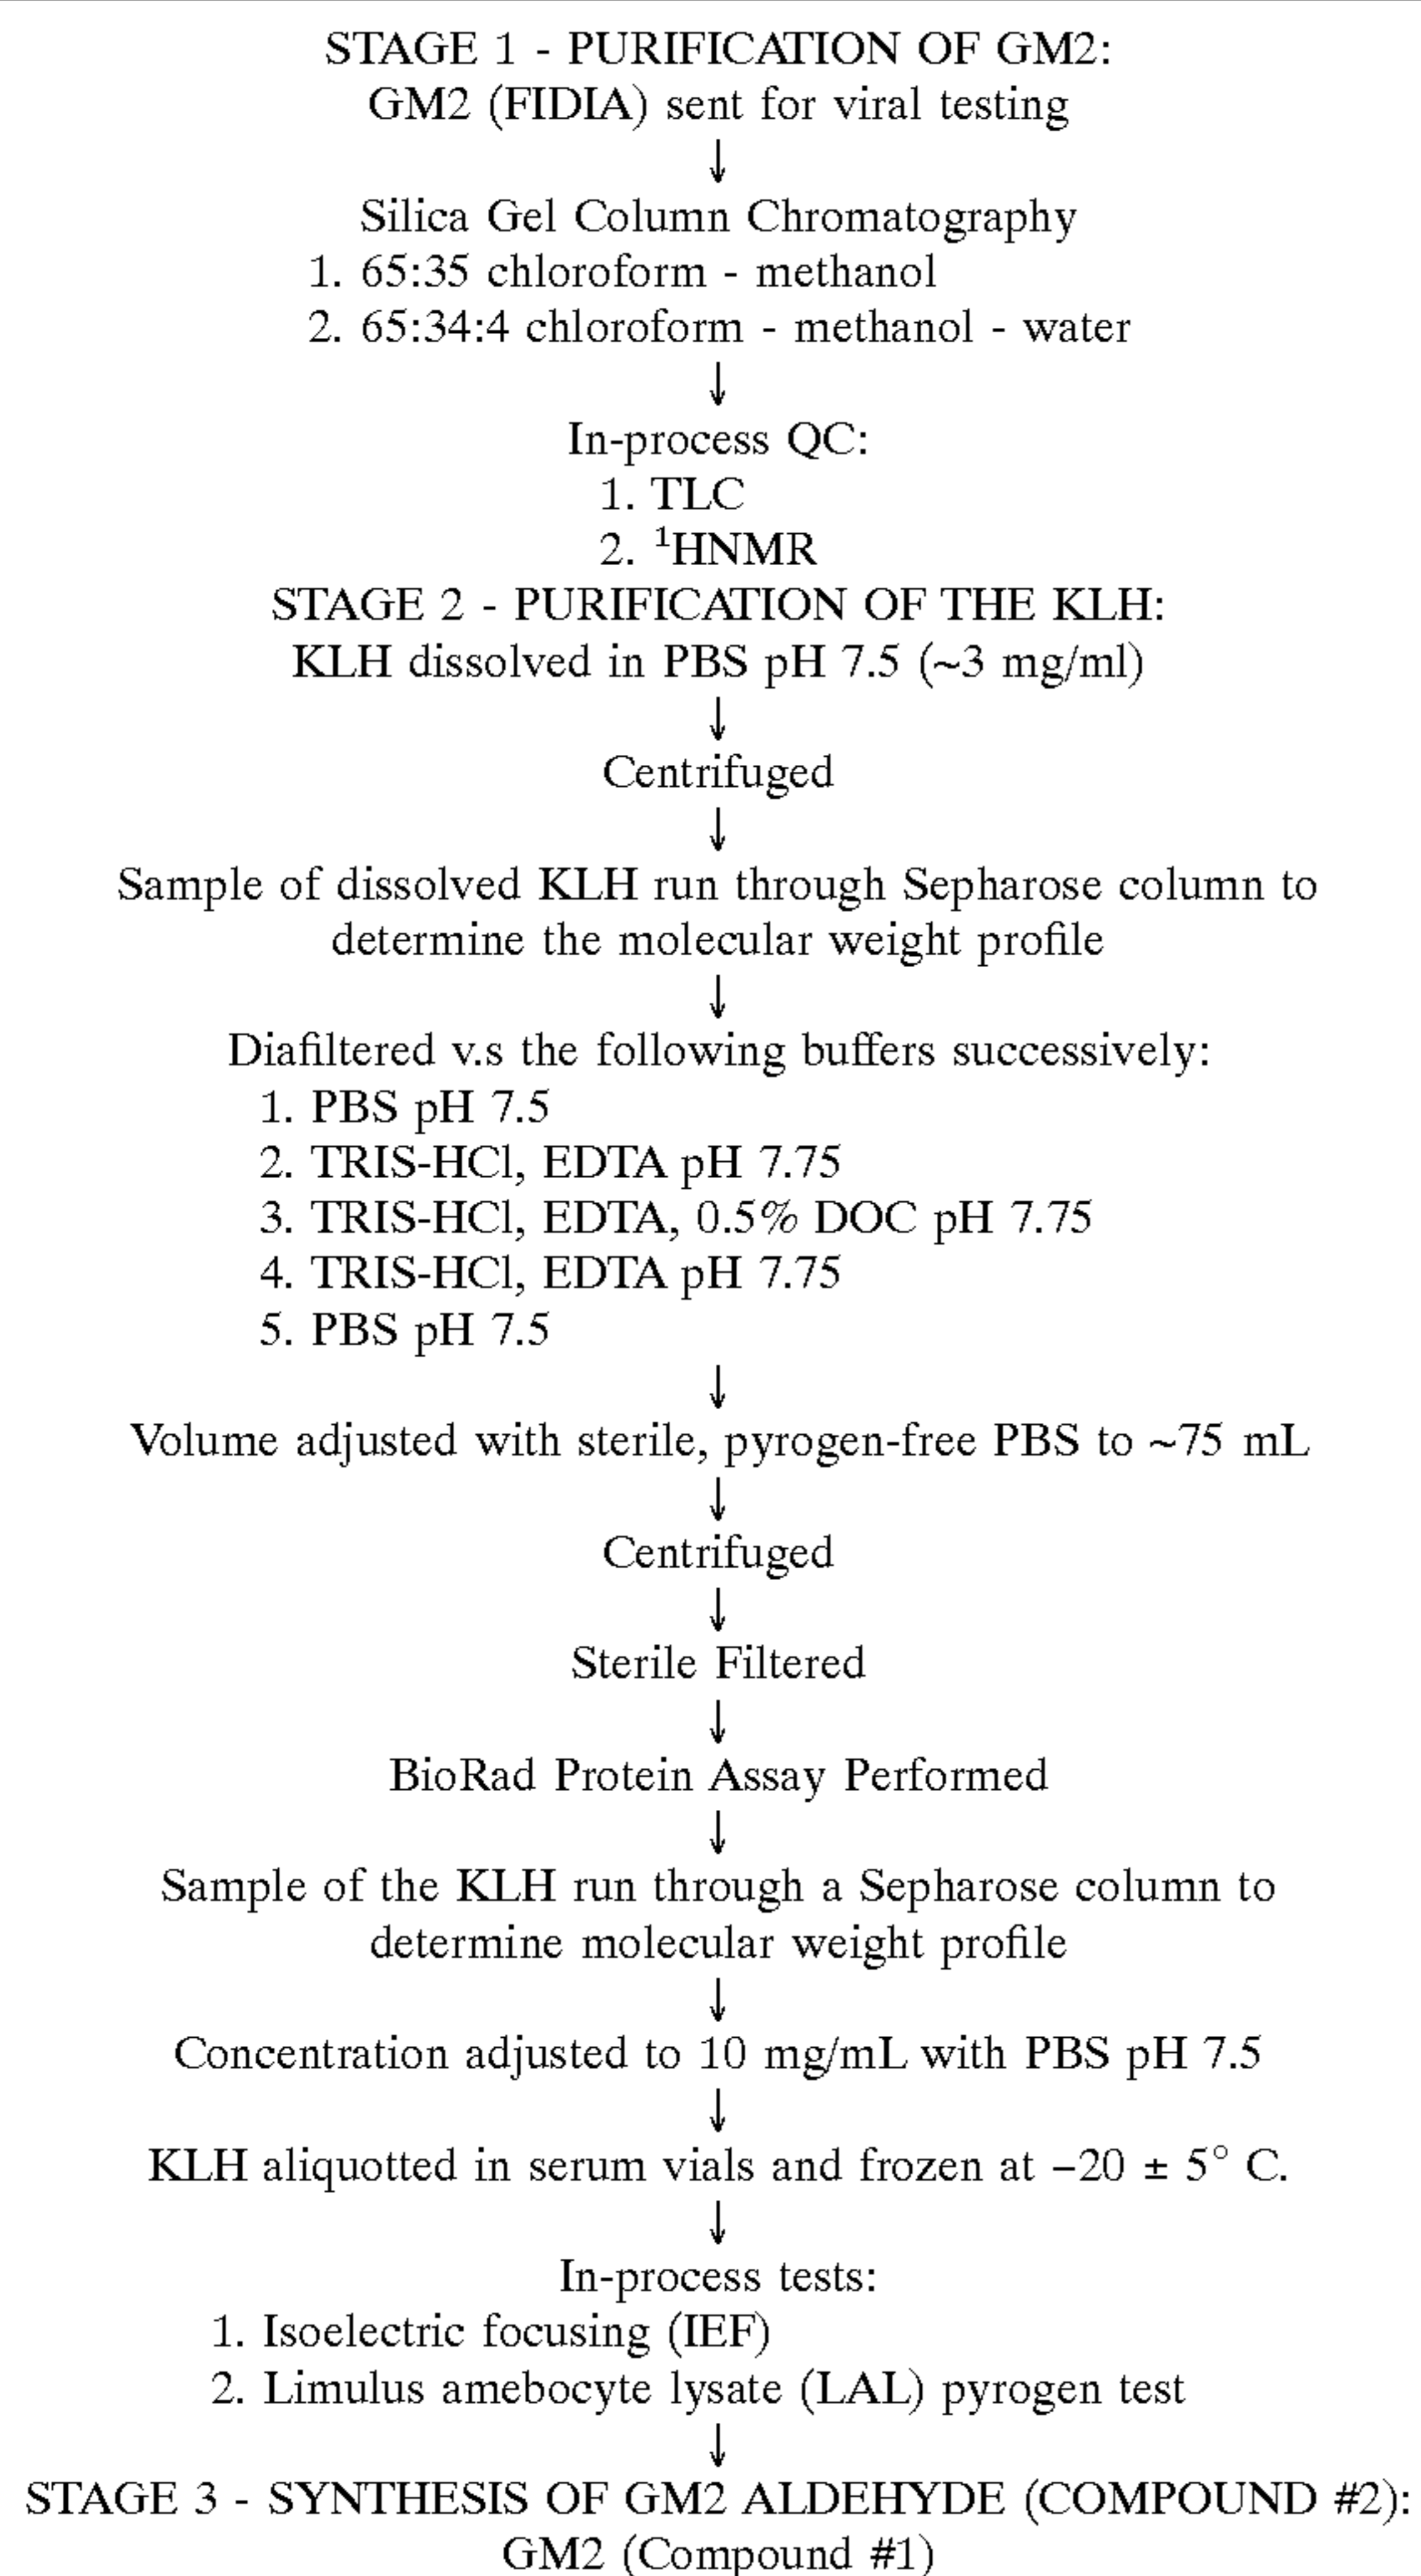 STAGE 1 - PURIFICATION OF GM2:
GM2 (FIDIA) sent for viral testing
↓
Silica Gel Column Chromatography
1. 65:35 chloroform - methanol
2. 65:34:4 chloroform - methanol - water
↓
In-process QC:
1. TLC
2. ¹HNMR
STAGE 2 - PURIFICATION OF THE KLH:
KLH dissolved in PBS pH 7.5 (~3 mg/ml)
↓
Centrifuged
↓
Sample of dissolved KLH run through Sepharose column to
determine the molecular weight profile
↓
Diafiltered v.s the following buffers successively:
1. PBS pH 7.5
2. TRIS-HCl, EDTA pH 7.75
3. TRIS-HCl, EDTA, 0.5% DOC pH 7.75
4. TRIS-HCl, EDTA pH 7.75
5. PBS pH 7.5
↓
Volume adjusted with sterile, pyrogen-free PBS to ~75 mL
↓
Centrifuged
↓
Sterile Filtered
↓
BioRad Protein Assay Performed
↓
Sample of the KLH run through a Sepharose column to
determine molecular weight profile
↓
Concentration adjusted to 10 mg/mL with PBS pH 7.5
↓
KLH aliquotted in serum vials and frozen at −20 ± 5° C.
↓
In-process tests:
1. Isoelectric focusing (IEF)
2. Limulus amebocyte lysate (LAL) pyrogen test
↓
STAGE 3 - SYNTHESIS OF GM2 ALDEHYDE (COMPOUND #2):
GM2 (Compound #1)